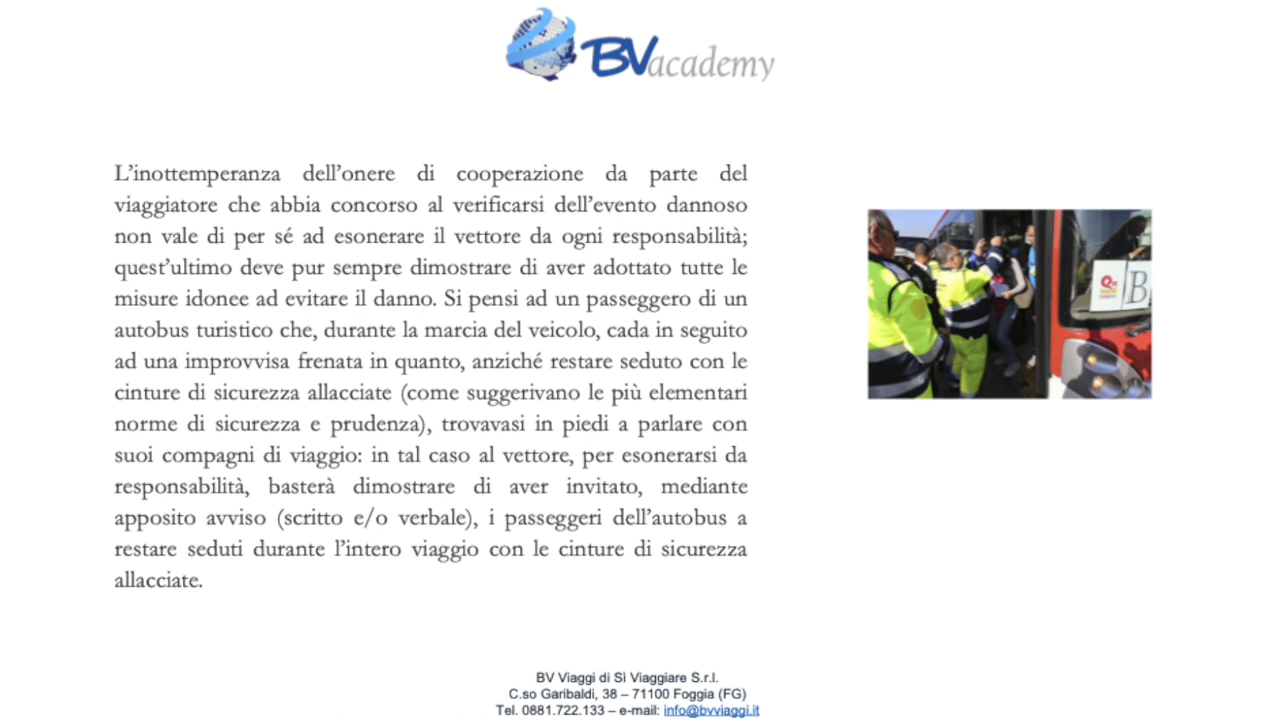 BVacademy
L’inottemperanza dell’onere di cooperazione da parte del
viaggiatore che abbia concorso al verificarsi dell’evento dannoso
non vale di per sé ad esonerare il vettore da ogni responsabilità;
quest’ultimo deve pur sempre dimostrare di aver adottato tutte le
misure idonee ad evitare il danno. Si pensi ad un passeggero di un
autobus turistico che, durante la marcia del veicolo, cada in seguito
ad una improvvisa frenata in quanto, anziché restare seduto con le
cinture di sicurezza allacciate (come suggerivano le più elementari
norme di sicurezza e prudenza), trovavasi in piedi a parlare con
suoi compagni di viaggio: in tal caso al vettore, per esonerarsi da
responsabilità, basterà dimostrare di aver invitato, mediante
apposito avviso (scritto e/o verbale), i passeggeri dell’autobus a
restare seduti durante l’intero viaggio con le cinture di sicurezza
allacciate.
B
BV Viaggi di Sì Viaggiare S.r.l.
C.so Garibaldi, 38 – 71100 Foggia (FG)
Tel. 0881.722.133 – e-mail: info@bvviaggi.it